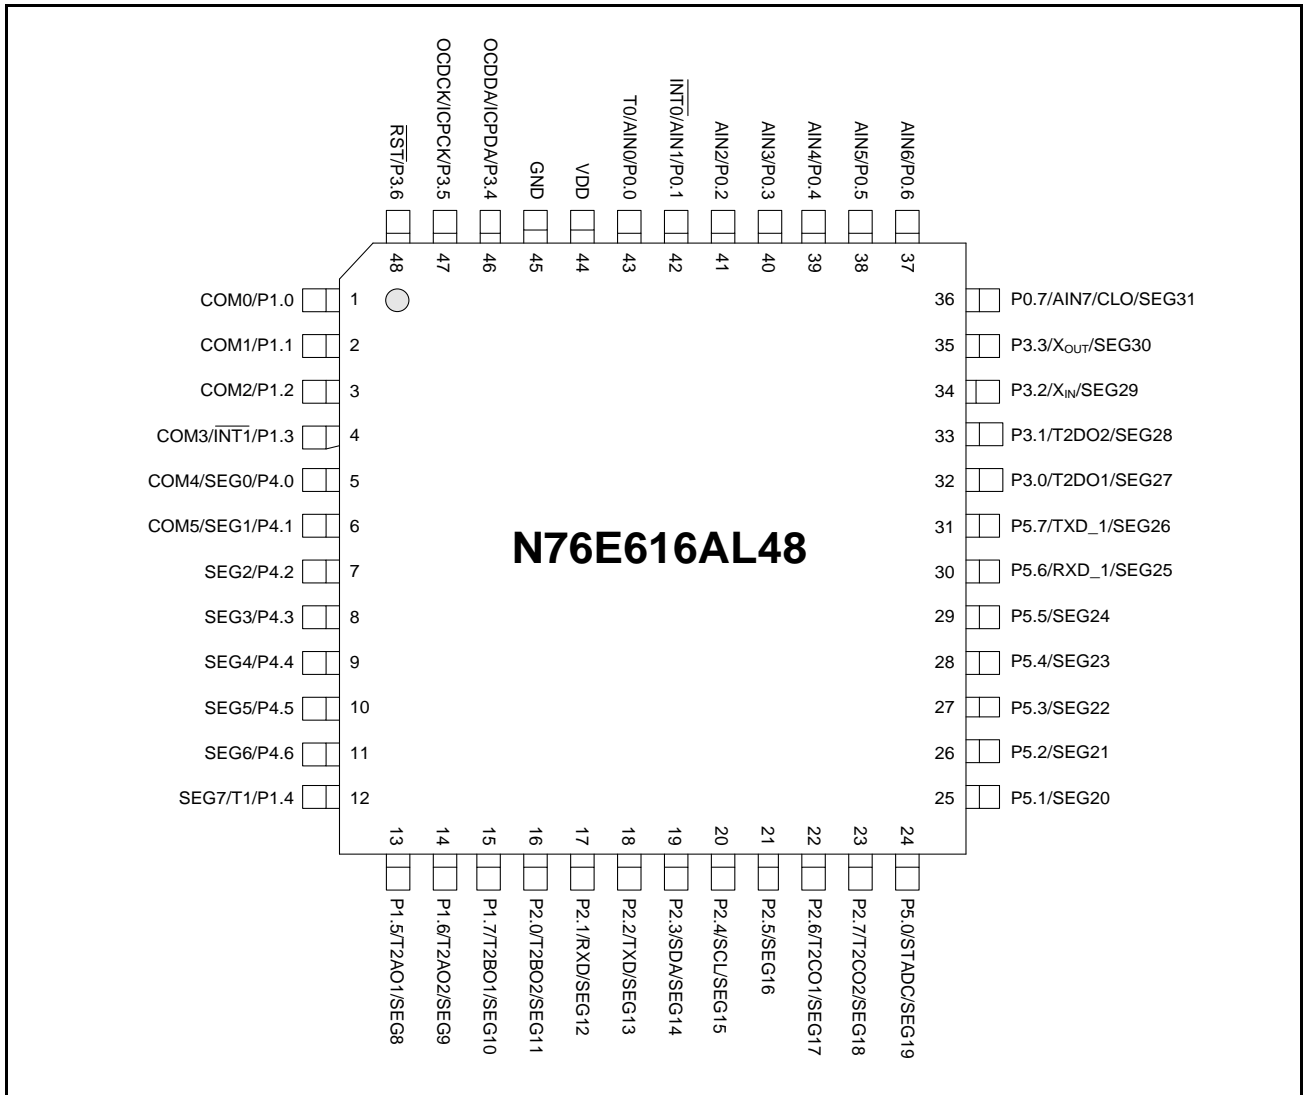 RST/P3.6
OCDCK/ICPCK/P3.5
OCDDA/ICPDA/P3.4
GND
VDD
T0/AIN0/P0.0
INT0/AIN1/P0.1
AIN2/P0.2
AIN3/P0.3
AIN4/P0.4
AIN5/P0.5
AIN6/P0.6
48
47
46
45
44
43
42
41
40
39
38
37
COM0/P1.0 1
COM1/P1.1 2
COM2/P1.2 3
COM3/INT1/P1.3 4
COM4/SEG0/P4.0 5
COM5/SEG1/P4.1 6
SEG2/P4.2 7
SEG3/P4.3 8
SEG4/P4.4 9
SEG5/P4.5 10
SEG6/P4.6 11
SEG7/T1/P1.4 12
N76E616AL48
36 P0.7/AIN7/CLO/SEG31
35 P3.3/XOUT/SEG30
34 P3.2/XIN/SEG29
33 P3.1/T2DO2/SEG28
32 P3.0/T2DO1/SEG27
31 P5.7/TXD_1/SEG26
30 P5.6/RXD_1/SEG25
29 P5.5/SEG24
28 P5.4/SEG23
27 P5.3/SEG22
26 P5.2/SEG21
25 P5.1/SEG20
13
14
15
16
17
18
19
20
21
22
23
24
P1.5/T2AO1/SEG8
P1.6/T2AO2/SEG9
P1.7/T2BO1/SEG10
P2.0/T2BO2/SEG11
P2.1/RXD/SEG12
P2.2/TXD/SEG13
P2.3/SDA/SEG14
P2.4/SCL/SEG15
P2.5/SEG16
P2.6/T2CO1/SEG17
P2.7/T2CO2/SEG18
P5.0/STADC/SEG19